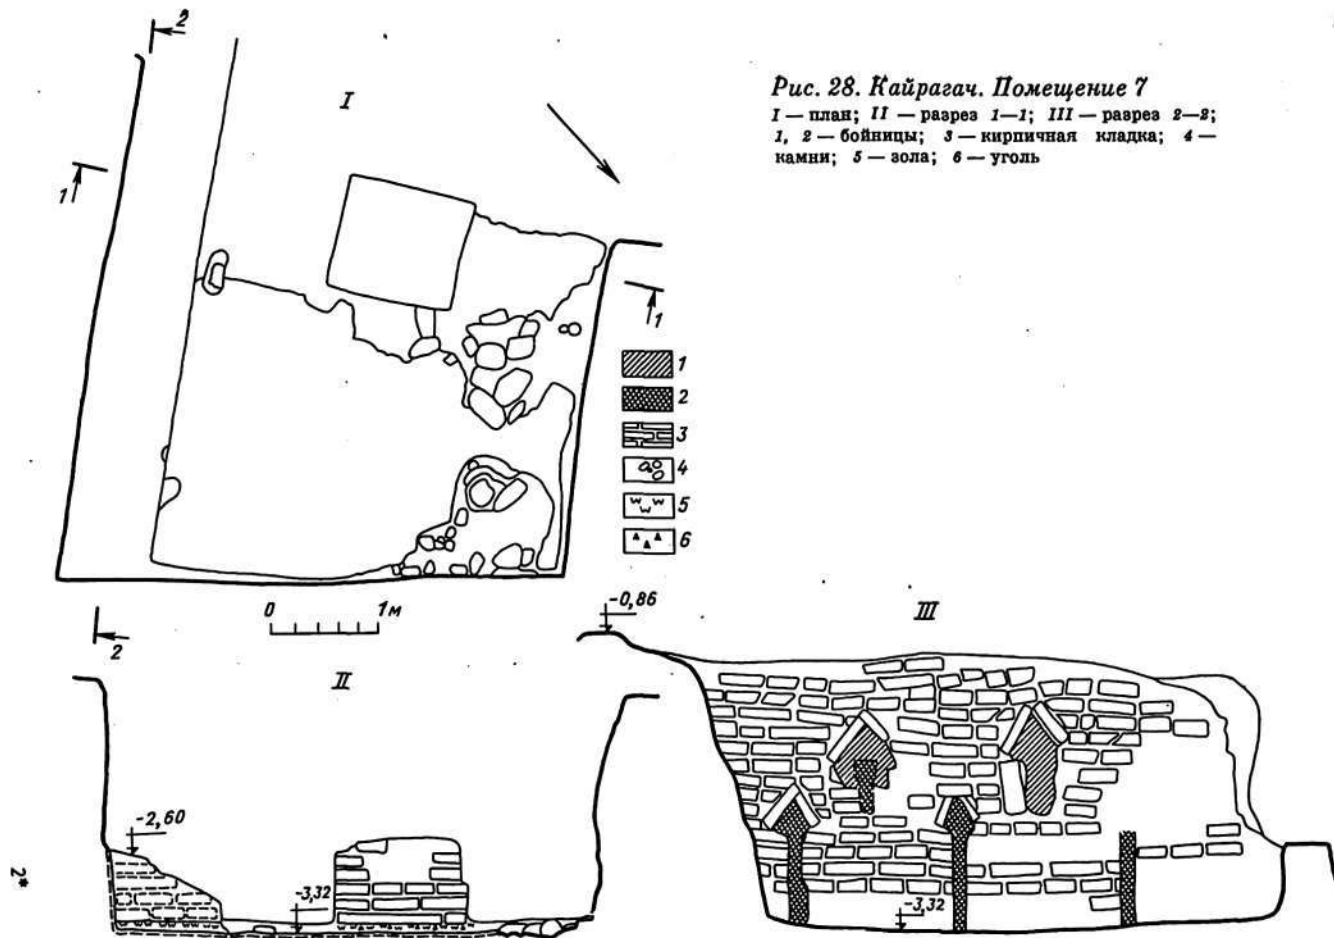 2
I
Рис. 28. Кайрагач. Помещение 7
I — план; II — разрез 1—1; III — разрез 2—2;
1, 2 — бойницы; 3 — кирпичная кладка; 4 —
камни; 5 — зола; 6 — уголь
1
1
1
2
3
4
5
6
0 1 м
2
-0,86
III
II
-2,60
-3,32
-3,32
2*